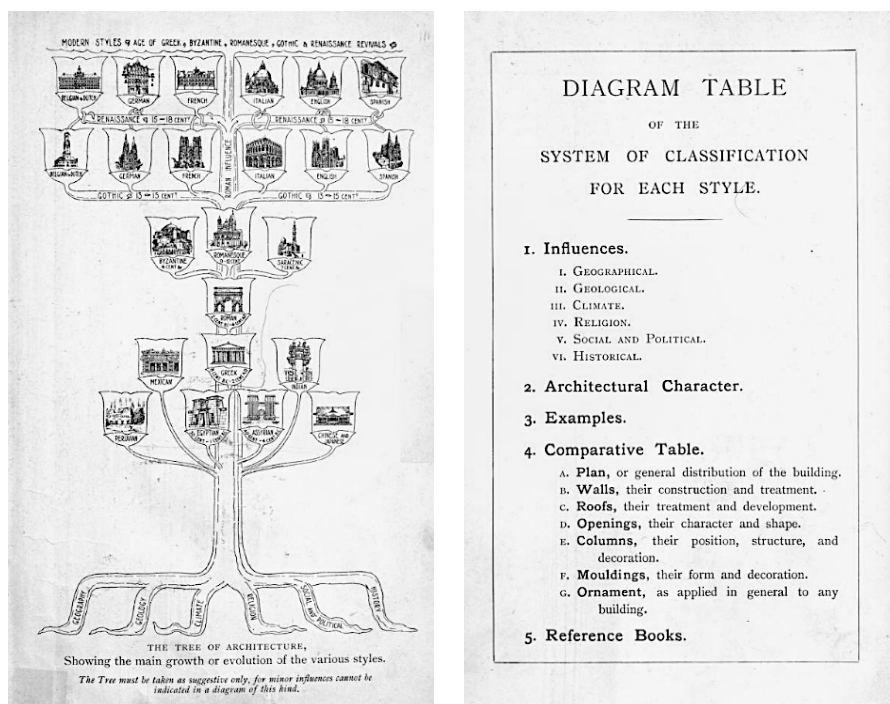 MODERN STYLES & AGE OF GREEK, BYZANTINE, ROMANESQUE, GOTHIC & RENAISSANCE REVIVALS
BELGIAN & DUTCH
GERMAN
FRENCH
ITALIAN
ENGLISH
SPANISH
RENAISSANCE 15–18 CENTY
RENAISSANCE 15–18 CENTY
BELGIAN & DUTCH
GERMAN
FRENCH
ROMAN INFLUENCE
ITALIAN
ENGLISH
SPANISH
GOTHIC 13–15 CENTY
GOTHIC 13–15 CENTY
BYZANTINE
ROMANESQUE
SARACENIC
ROMAN
MEXICAN
GREEK
INDIAN
PERUVIAN
EGYPTIAN
ASSYRIAN
CHINESE AND
JAPANESE
GEOGRAPHY
GEOLOGY
CLIMATE
RELIGION
SOCIAL AND POLITICAL
HISTORY
THE TREE OF ARCHITECTURE,
Showing the main growth or evolution of the various styles.
The Tree must be taken as suggestive only, for minor influences cannot be
indicated in a diagram of this kind.
DIAGRAM TABLE
OF THE
SYSTEM OF CLASSIFICATION
FOR EACH STYLE.
1. Influences.
I. GEOGRAPHICAL.
II. GEOLOGICAL.
III. CLIMATE.
IV. RELIGION.
V. SOCIAL AND POLITICAL.
VI. HISTORICAL.
2. Architectural Character.
3. Examples.
4. Comparative Table.
A. Plan, or general distribution of the building.
B. Walls, their construction and treatment.
C. Roofs, their treatment and development.
D. Openings, their character and shape.
E. Columns, their position, structure, and
decoration.
F. Mouldings, their form and decoration.
G. Ornament, as applied in general to any
building.
5. Reference Books.